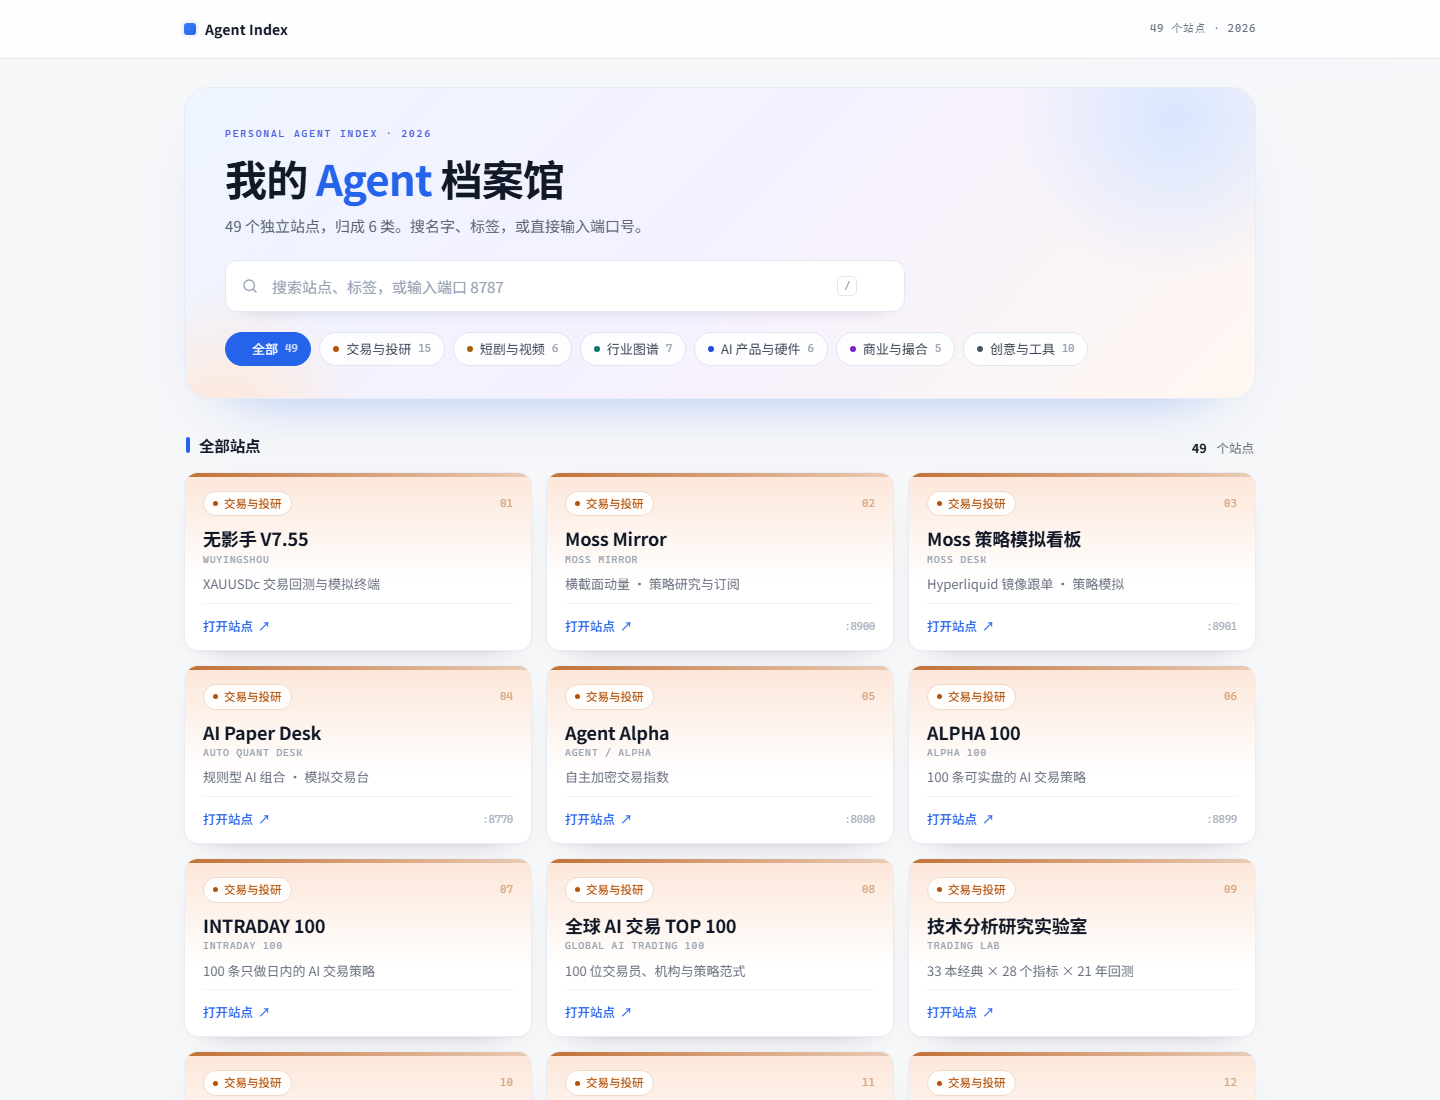 Agent Index
49 个站点 · 2026
PERSONAL AGENT INDEX · 2026
我的 Agent 档案馆
49 个独立站点，归成 6 类。搜名字、标签，或直接输入端口号。
搜索站点、标签，或输入端口 8787
/
全部 49
交易与投研 15
短剧与视频 6
行业图谱 7
AI 产品与硬件 6
商业与撮合 5
创意与工具 10
全部站点
49 个站点
交易与投研 01
无影手 V7.55
WUYINGSHOU
XAUUSDc 交易回测与模拟终端
打开站点 ↗
交易与投研 02
Moss Mirror
MOSS MIRROR
横截面动量 · 策略研究与订阅
打开站点 ↗ :8900
交易与投研 03
Moss 策略模拟看板
MOSS DESK
Hyperliquid 镜像跟单 · 策略模拟
打开站点 ↗ :8901
交易与投研 04
AI Paper Desk
AUTO QUANT DESK
规则型 AI 组合 · 模拟交易台
打开站点 ↗ :8770
交易与投研 05
Agent Alpha
AGENT / ALPHA
自主加密交易指数
打开站点 ↗ :8080
交易与投研 06
ALPHA 100
ALPHA 100
100 条可实盘的 AI 交易策略
打开站点 ↗ :8899
交易与投研 07
INTRADAY 100
INTRADAY 100
100 条只做日内的 AI 交易策略
打开站点 ↗
交易与投研 08
全球 AI 交易 TOP 100
GLOBAL AI TRADING 100
100 位交易员、机构与策略范式
打开站点 ↗
交易与投研 09
技术分析研究实验室
TRADING LAB
33 本经典 × 28 个指标 × 21 年回测
打开站点 ↗
交易与投研 10
交易与投研 11
交易与投研 12